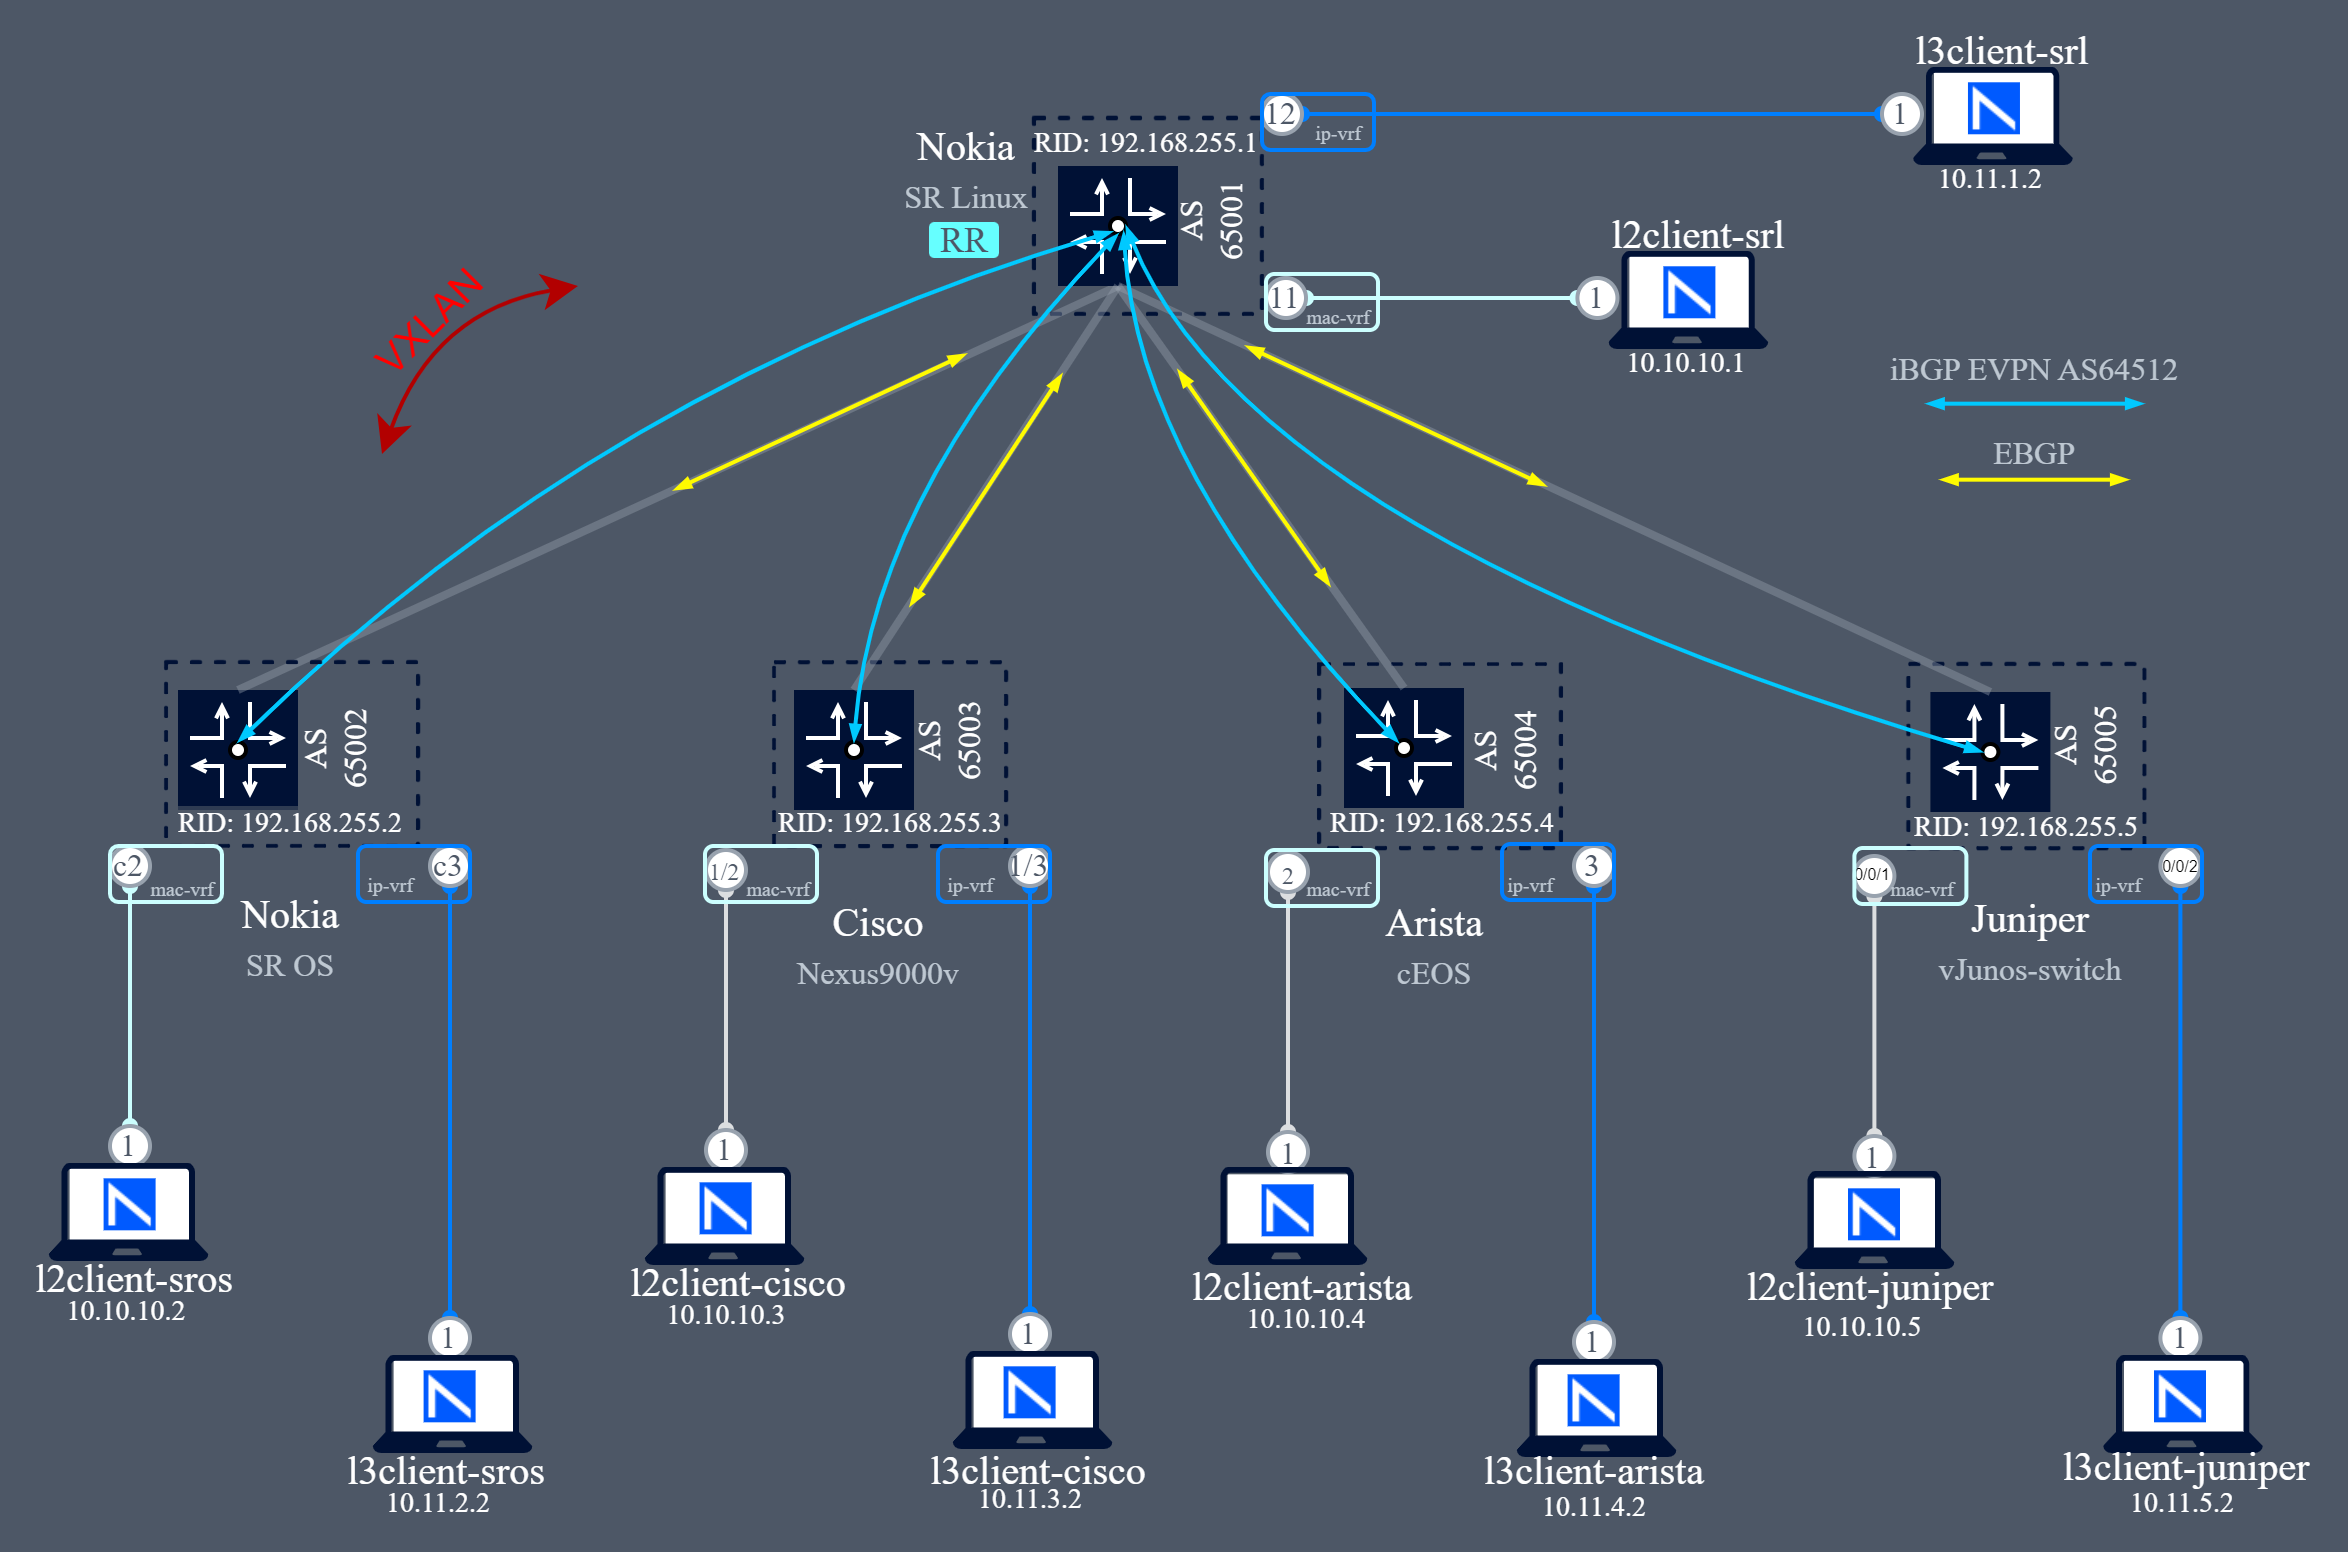 l3client-srl
12
ip-vrf
1
10.11.1.2
Nokia
RID: 192.168.255.1
SR Linux
RR
AS
65001
l2client-srl
11
mac-vrf
1
10.10.10.1
VXLAN
iBGP EVPN AS64512
EBGP
AS
65002
RID: 192.168.255.2
AS
65003
RID: 192.168.255.3
AS
65004
RID: 192.168.255.4
AS
65005
RID: 192.168.255.5
c2
mac-vrf
ip-vrf
c3
Nokia
SR OS
1/2
mac-vrf
ip-vrf
1/3
Cisco
Nexus9000v
2
mac-vrf
ip-vrf
3
Arista
cEOS
0/0/1
mac-vrf
ip-vrf
0/0/2
Juniper
vJunos-switch
1
l2client-sros
10.10.10.2
1
l2client-cisco
10.10.10.3
1
l2client-arista
10.10.10.4
1
l2client-juniper
10.10.10.5
1
l3client-sros
10.11.2.2
1
l3client-cisco
10.11.3.2
1
l3client-arista
10.11.4.2
1
l3client-juniper
10.11.5.2